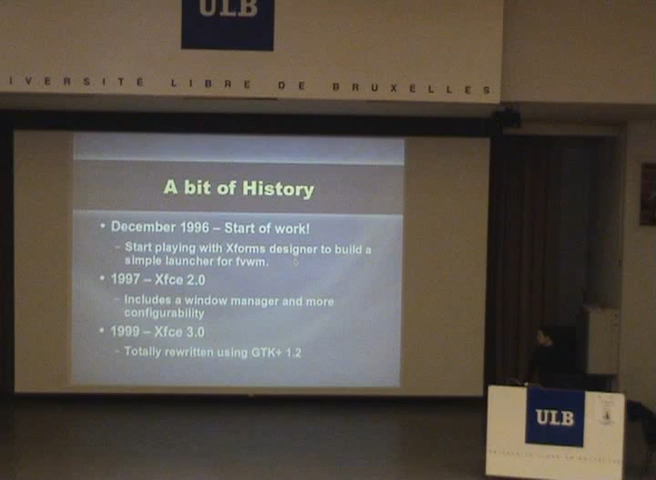 ULB
IVERSITÉ LIBRE DE BRUXELLES
A bit of History
• December 1996 – Start of work!
– Start playing with Xforms designer to build a
simple launcher for fvwm.
• 1997 – Xfce 2.0
– Includes a window manager and more
configurability
• 1999 – Xfce 3.0
– Totally rewritten using GTK+ 1.2
ULB